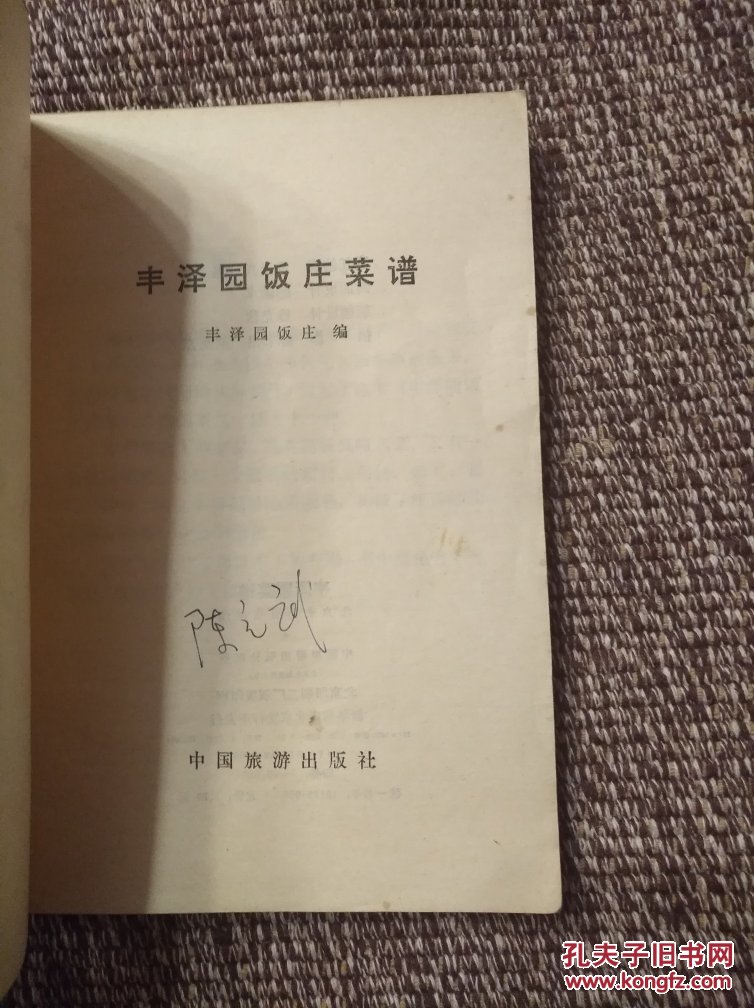 丰泽园饭庄菜谱
丰泽园饭庄 编
陈元斌
中国旅游出版社
孔夫子旧书网
www.kongfz.com